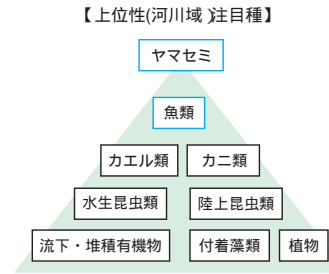 【上位性(河川域)注目種】
ヤマセミ
魚類
カエル類 カニ類
水生昆虫類 陸上昆虫類
流下・堆積有機物 付着藻類 植物